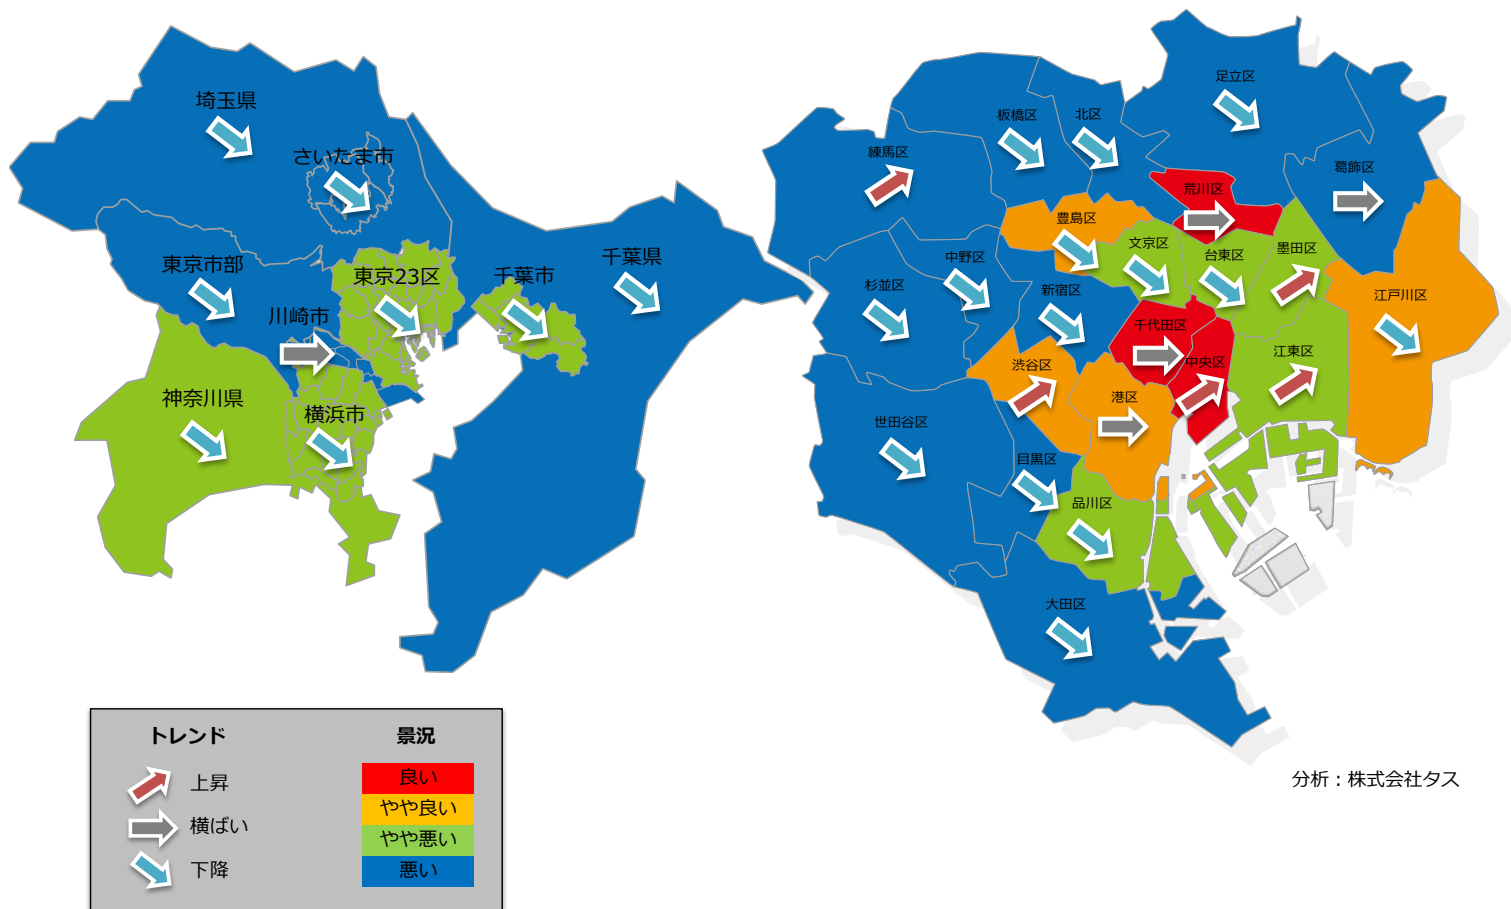 埼玉県
さいたま市
東京市部
東京23区
千葉市
千葉県
川崎市
神奈川県
横浜市
足立区
板橋区
北区
練馬区
葛飾区
荒川区
豊島区
文京区
台東区
墨田区
中野区
杉並区
新宿区
江戸川区
千代田区
中央区
江東区
渋谷区
港区
世田谷区
目黒区
品川区
大田区
トレンド
景況
上昇
横ばい
下降
良い
やや良い
やや悪い
悪い
分析：株式会社タス